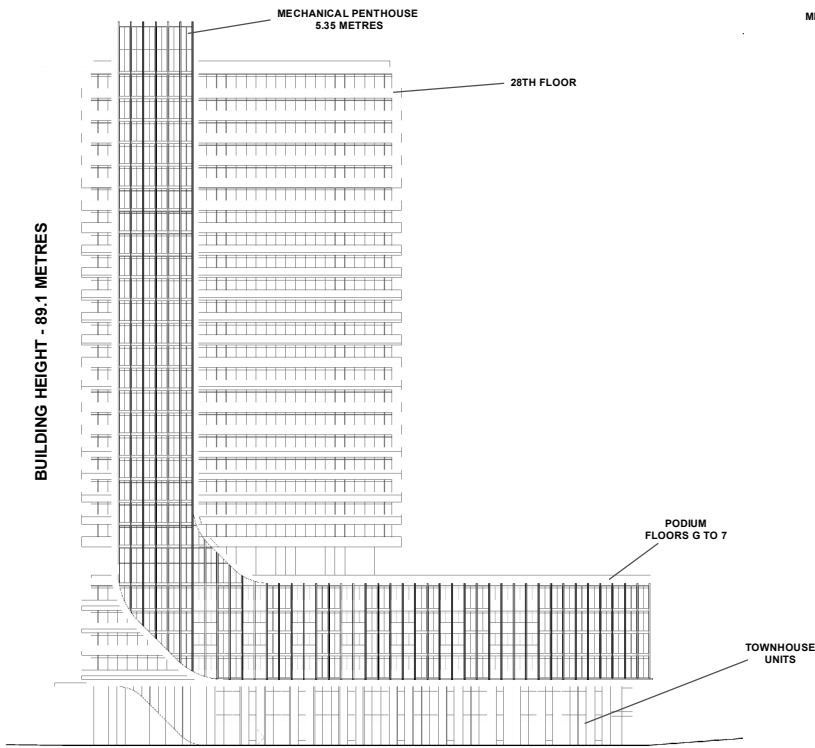 MECHANICAL PENTHOUSE
5.35 METRES
28TH FLOOR
BUILDING HEIGHT - 89.1 METRES
PODIUM
FLOORS G TO 7
TOWNHOUSE
UNITS